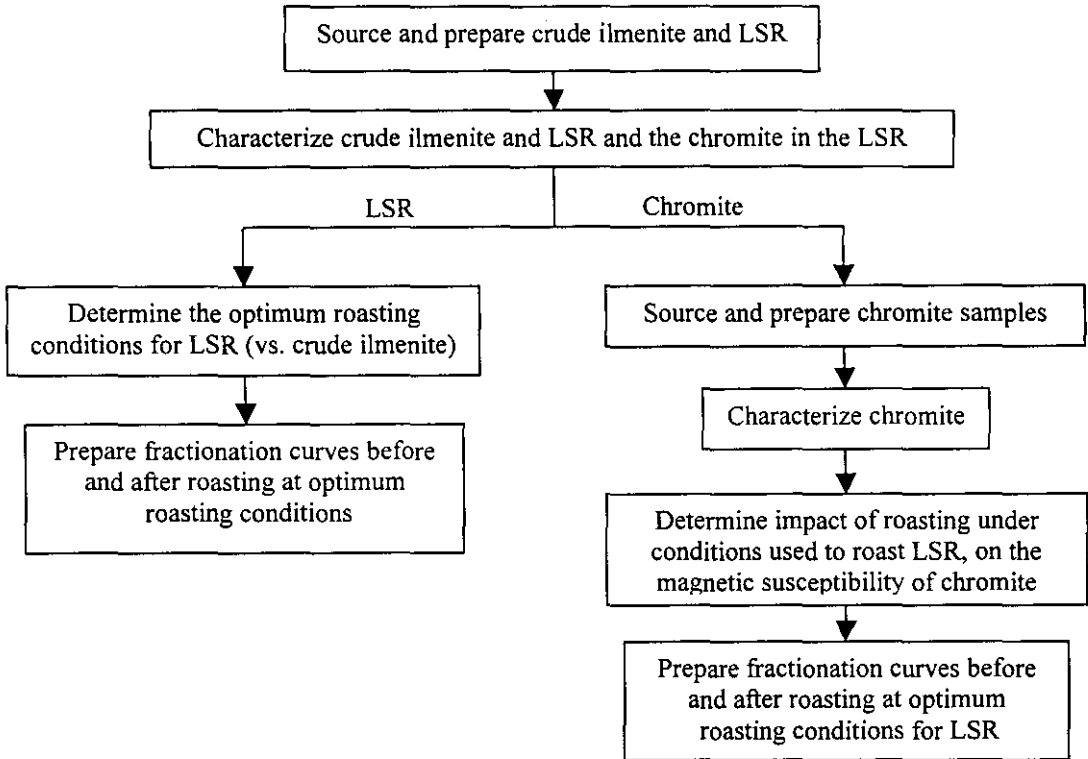 Source and prepare crude ilmenite and LSR
Characterize crude ilmenite and LSR and the chromite in the LSR
LSR
Chromite
Determine the optimum roasting
conditions for LSR (vs. crude ilmenite)
Prepare fractionation curves before
and after roasting at optimum
roasting conditions
Source and prepare chromite samples
Characterize chromite
Determine impact of roasting under
conditions used to roast LSR, on the
magnetic susceptibility of chromite
Prepare fractionation curves before
and after roasting at optimum
roasting conditions for LSR